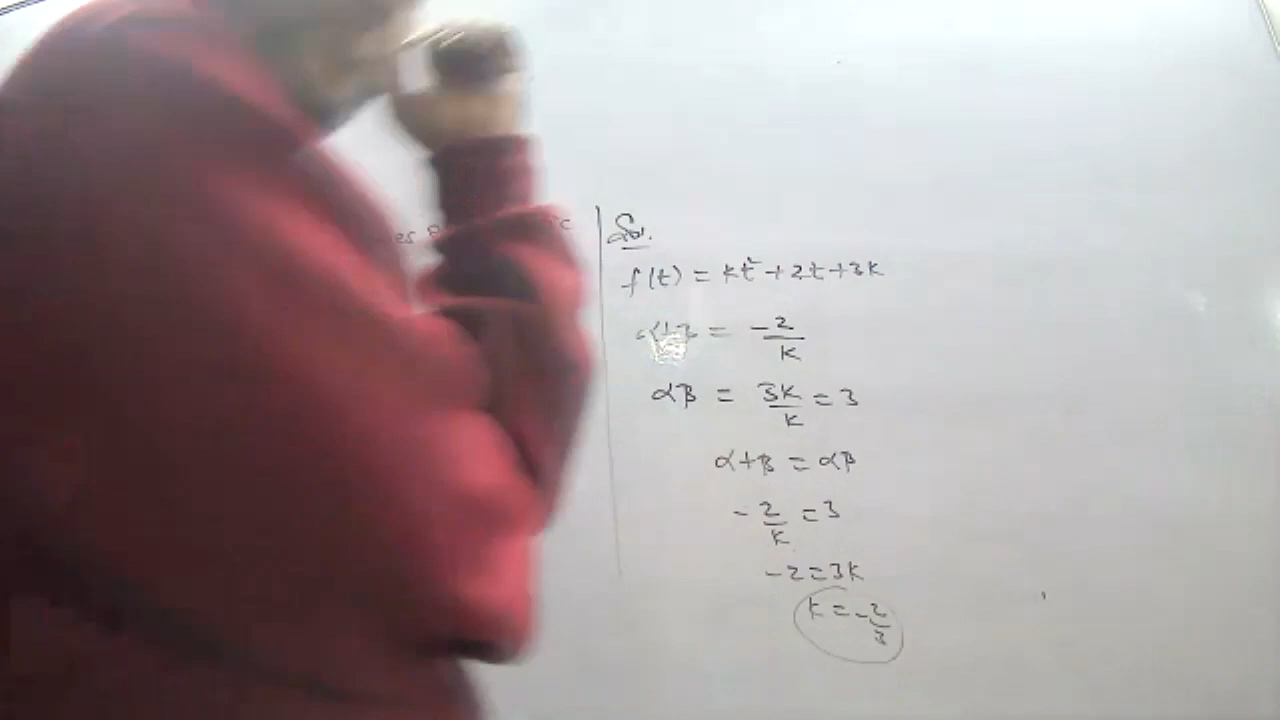 Sol.
f(t) = kt² + 2t + 3k
α+β = -2/k
αβ = 3k/k = 3
α+β = αβ
-2/k = 3
-2 = 3k
k = -2/3